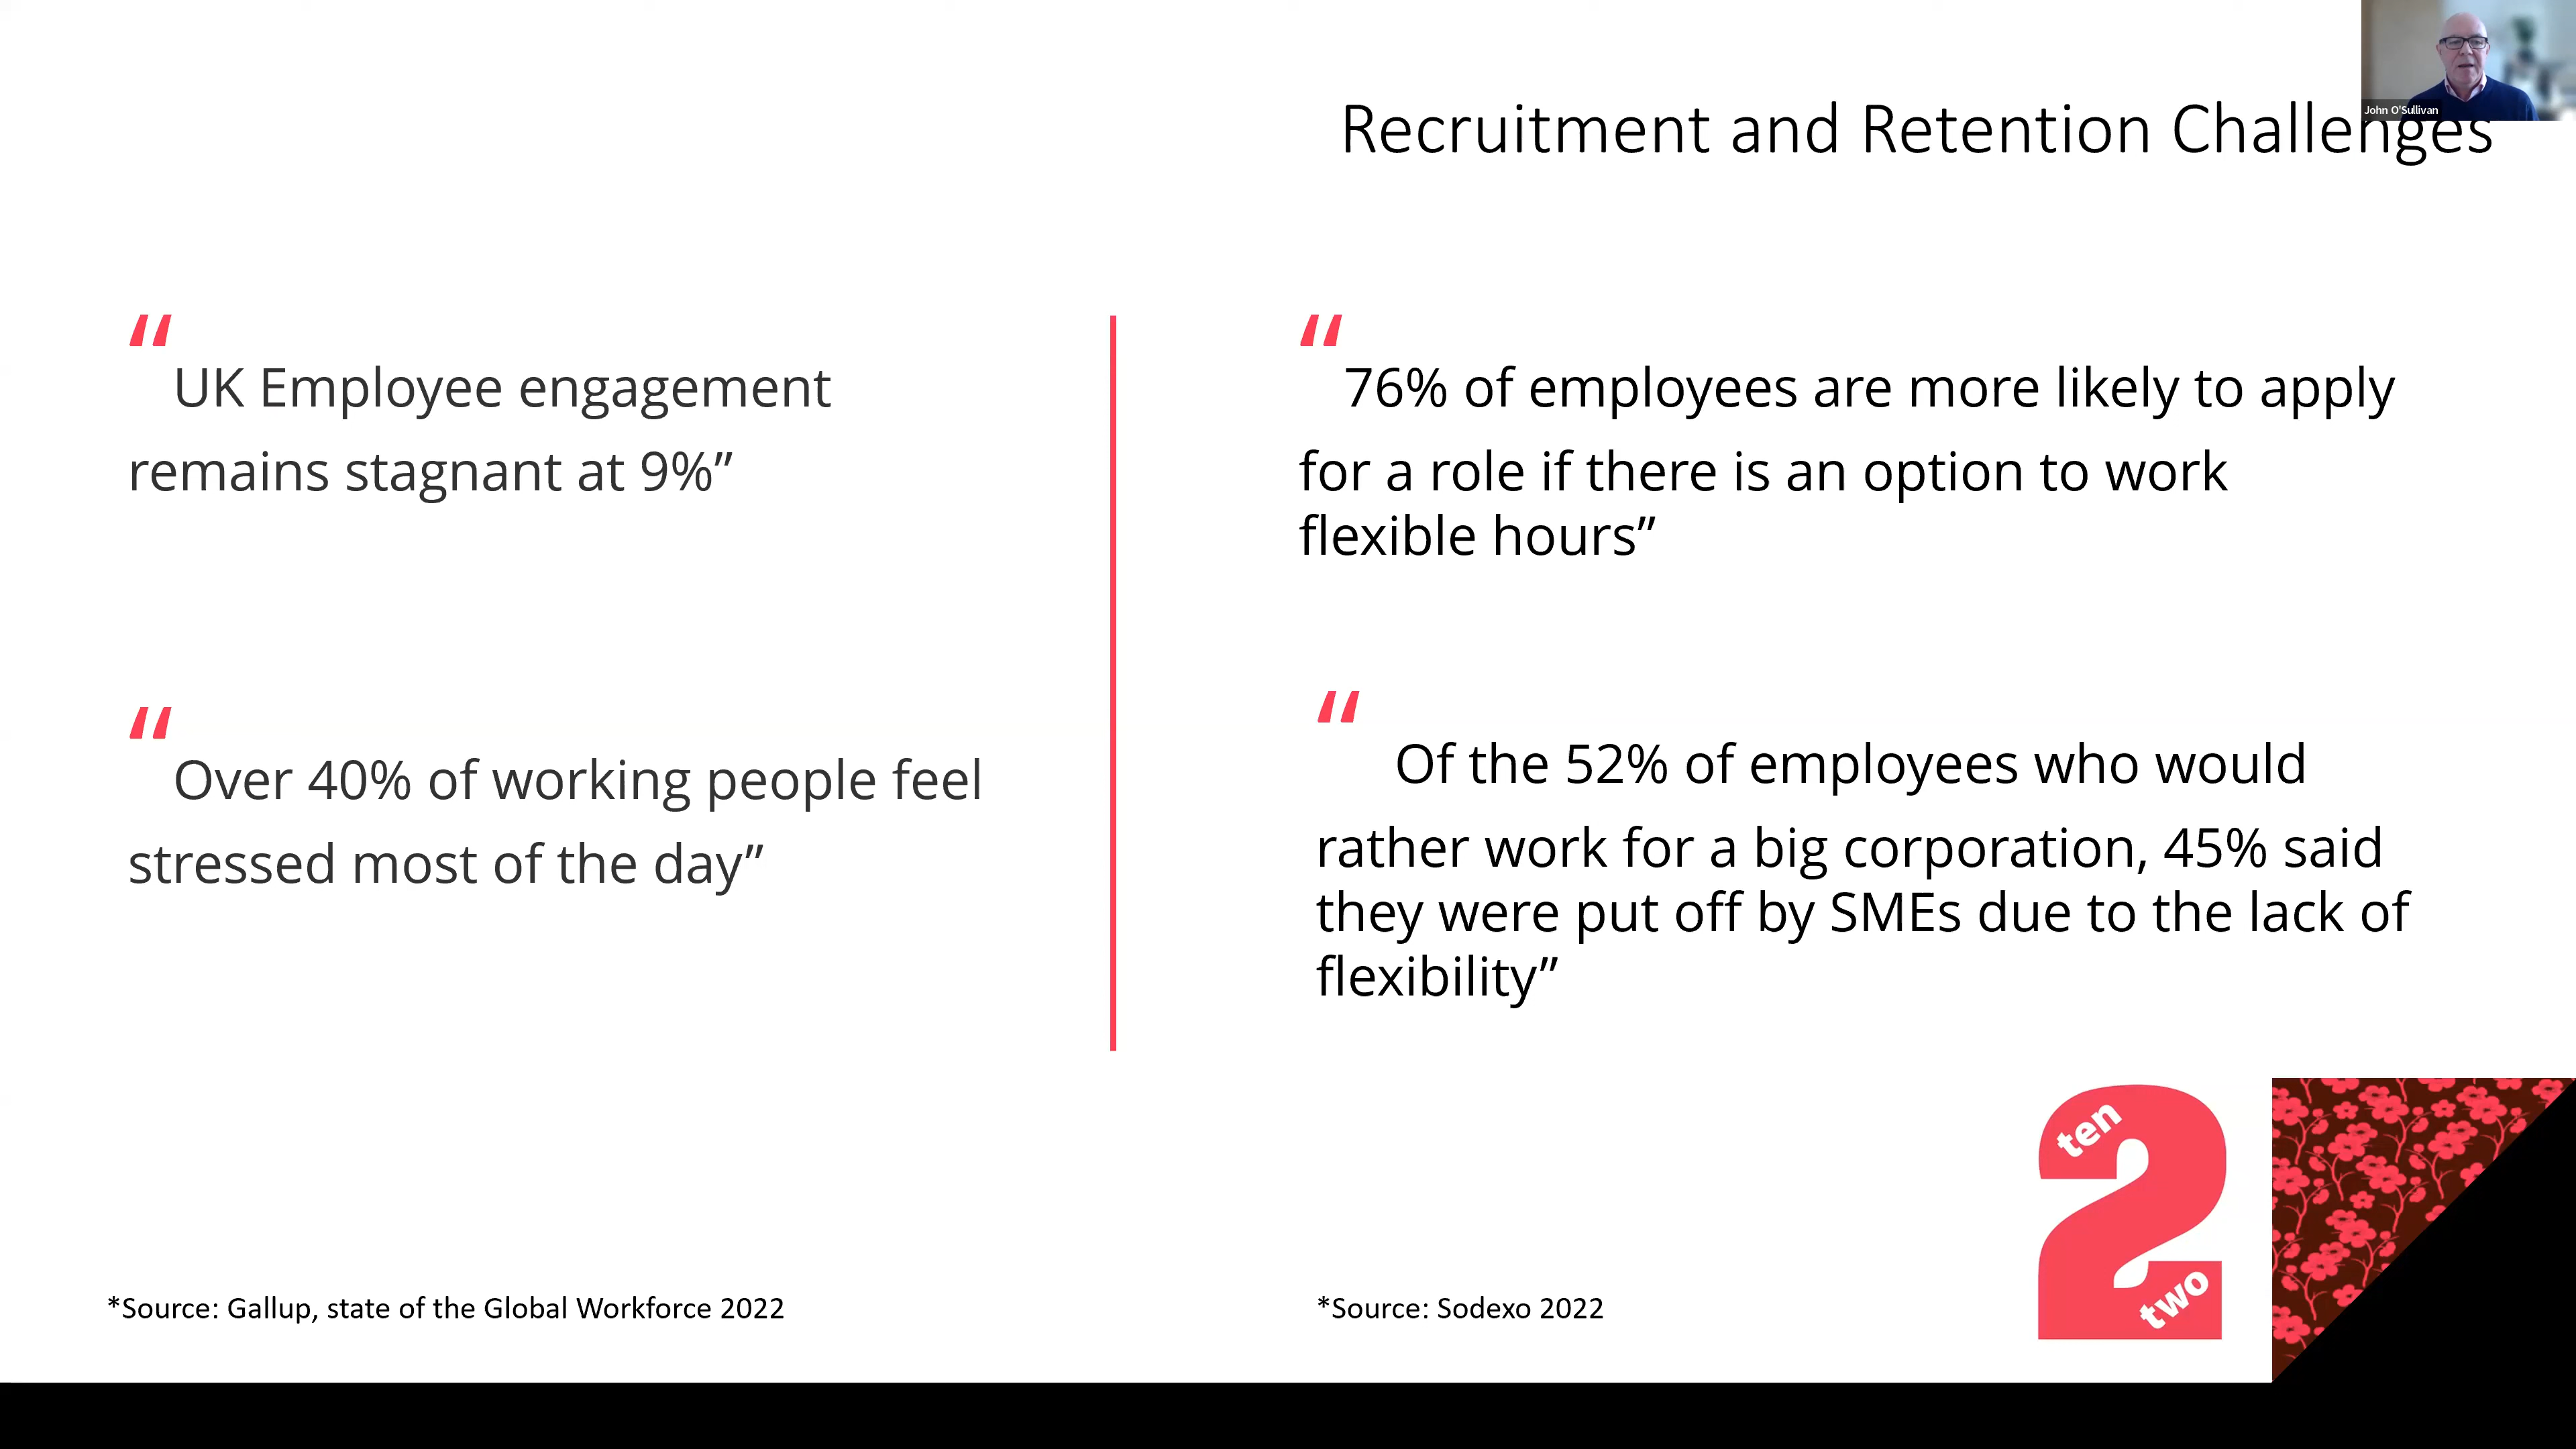 John O'Sullivan
Recruitment and Retention Challenges
“UK Employee engagement
remains stagnant at 9%”
“Over 40% of working people feel
stressed most of the day”
“76% of employees are more likely to apply
for a role if there is an option to work
flexible hours”
“Of the 52% of employees who would
rather work for a big corporation, 45% said
they were put off by SMEs due to the lack of
flexibility”
ten
2
two
*Source: Gallup, state of the Global Workforce 2022
*Source: Sodexo 2022